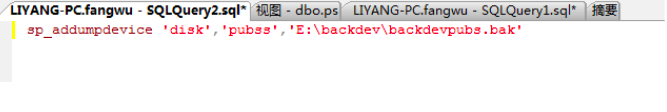 LIYANG-PC.fangwu - SQLQuery2.sql* 视图 - dbo.ps LIYANG-PC.fangwu - SQLQuery1.sql* 摘要
sp_addumpdevice 'disk','pubss','E:\backdev\backdevpubs.bak'